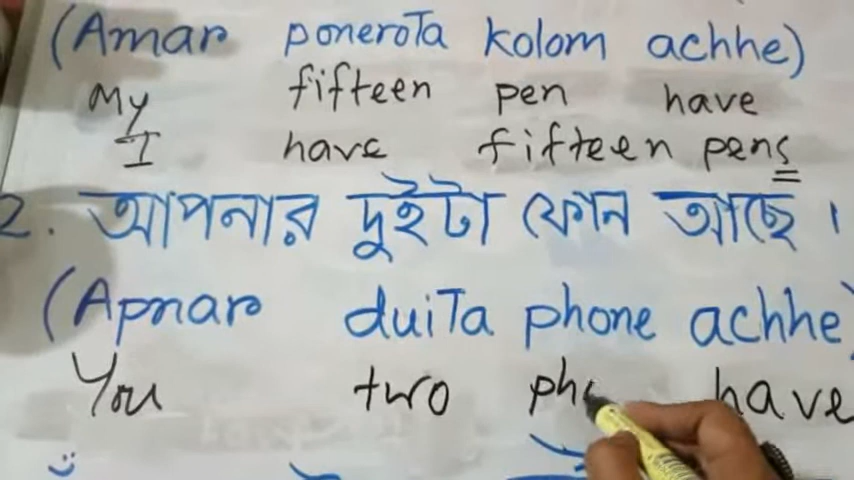 (Amar ponerota kolom achhe)
My fifteen pen have
I have fifteen pens
2. আপনার দুইটা ফোন আছে।
(Apnar duita phone achhe)
You two pho have